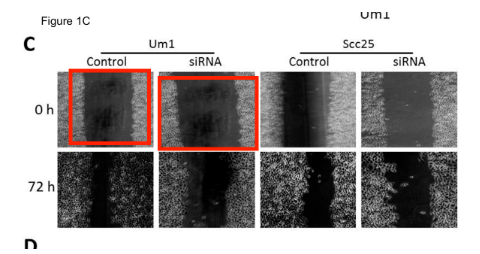 Figure 1C
Um1
C
Um1 Scc25
Control siRNA Control siRNA
0 h
72 h
D